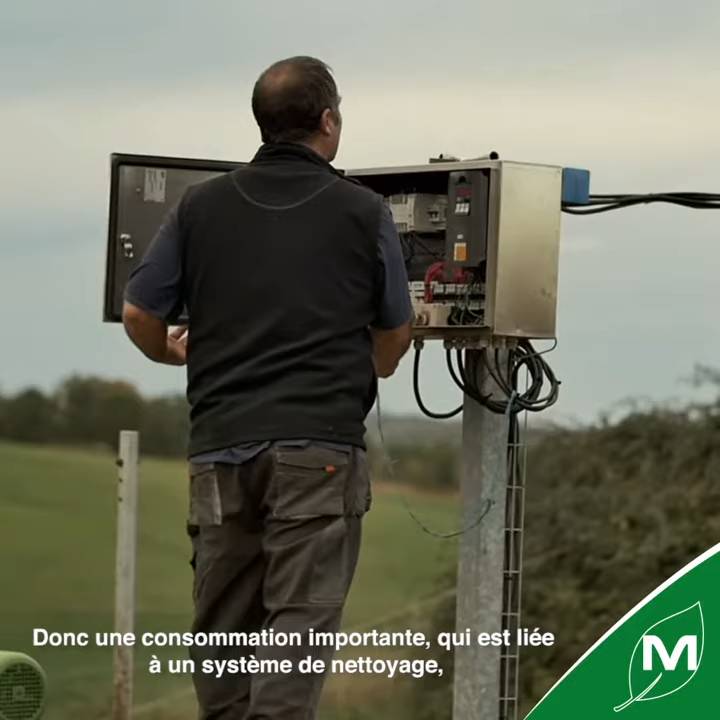 Donc une consommation importante, qui est liée
à un système de nettoyage,
M